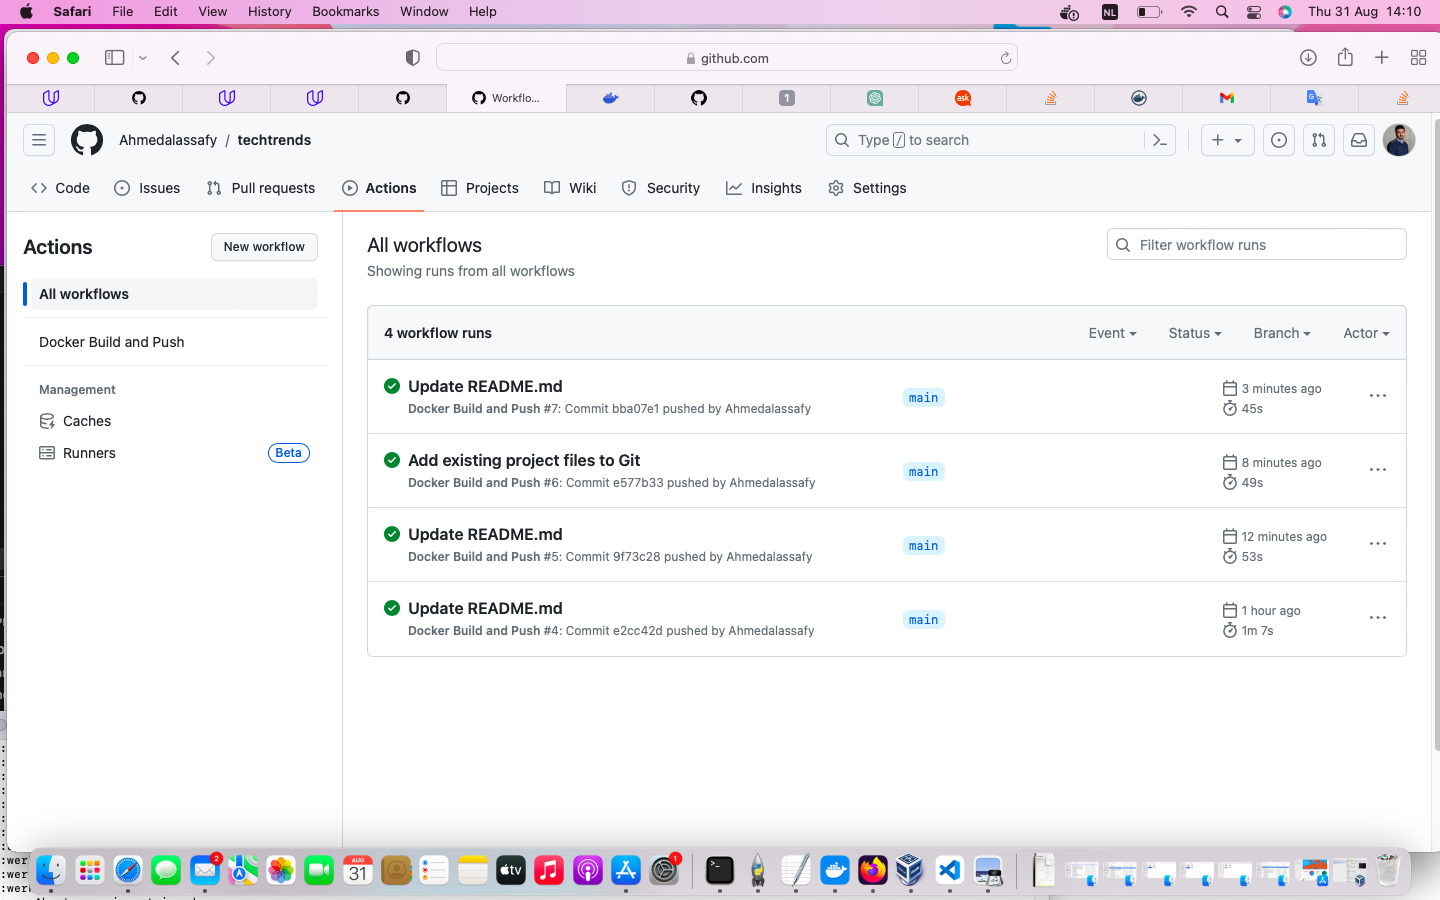 Safari File Edit View History Bookmarks Window Help NL Thu 31 Aug 14:10
github.com
Workflo... 1 ask
Ahmedalassafy / techtrends Type / to search
Code Issues Pull requests Actions Projects Wiki Security Insights Settings
Actions New workflow
All workflows
Docker Build and Push
Management
Caches
Runners Beta
All workflows
Showing runs from all workflows
Filter workflow runs
4 workflow runs Event Status Branch Actor
Update README.md
Docker Build and Push #7: Commit bba07e1 pushed by Ahmedalassafy
main
3 minutes ago
45s
Add existing project files to Git
Docker Build and Push #6: Commit e577b33 pushed by Ahmedalassafy
main
8 minutes ago
49s
Update README.md
Docker Build and Push #5: Commit 9f73c28 pushed by Ahmedalassafy
main
12 minutes ago
53s
Update README.md
Docker Build and Push #4: Commit e2cc42d pushed by Ahmedalassafy
main
1 hour ago
1m 7s
:wer
:we
:wer
2 AUG 31 tv 1